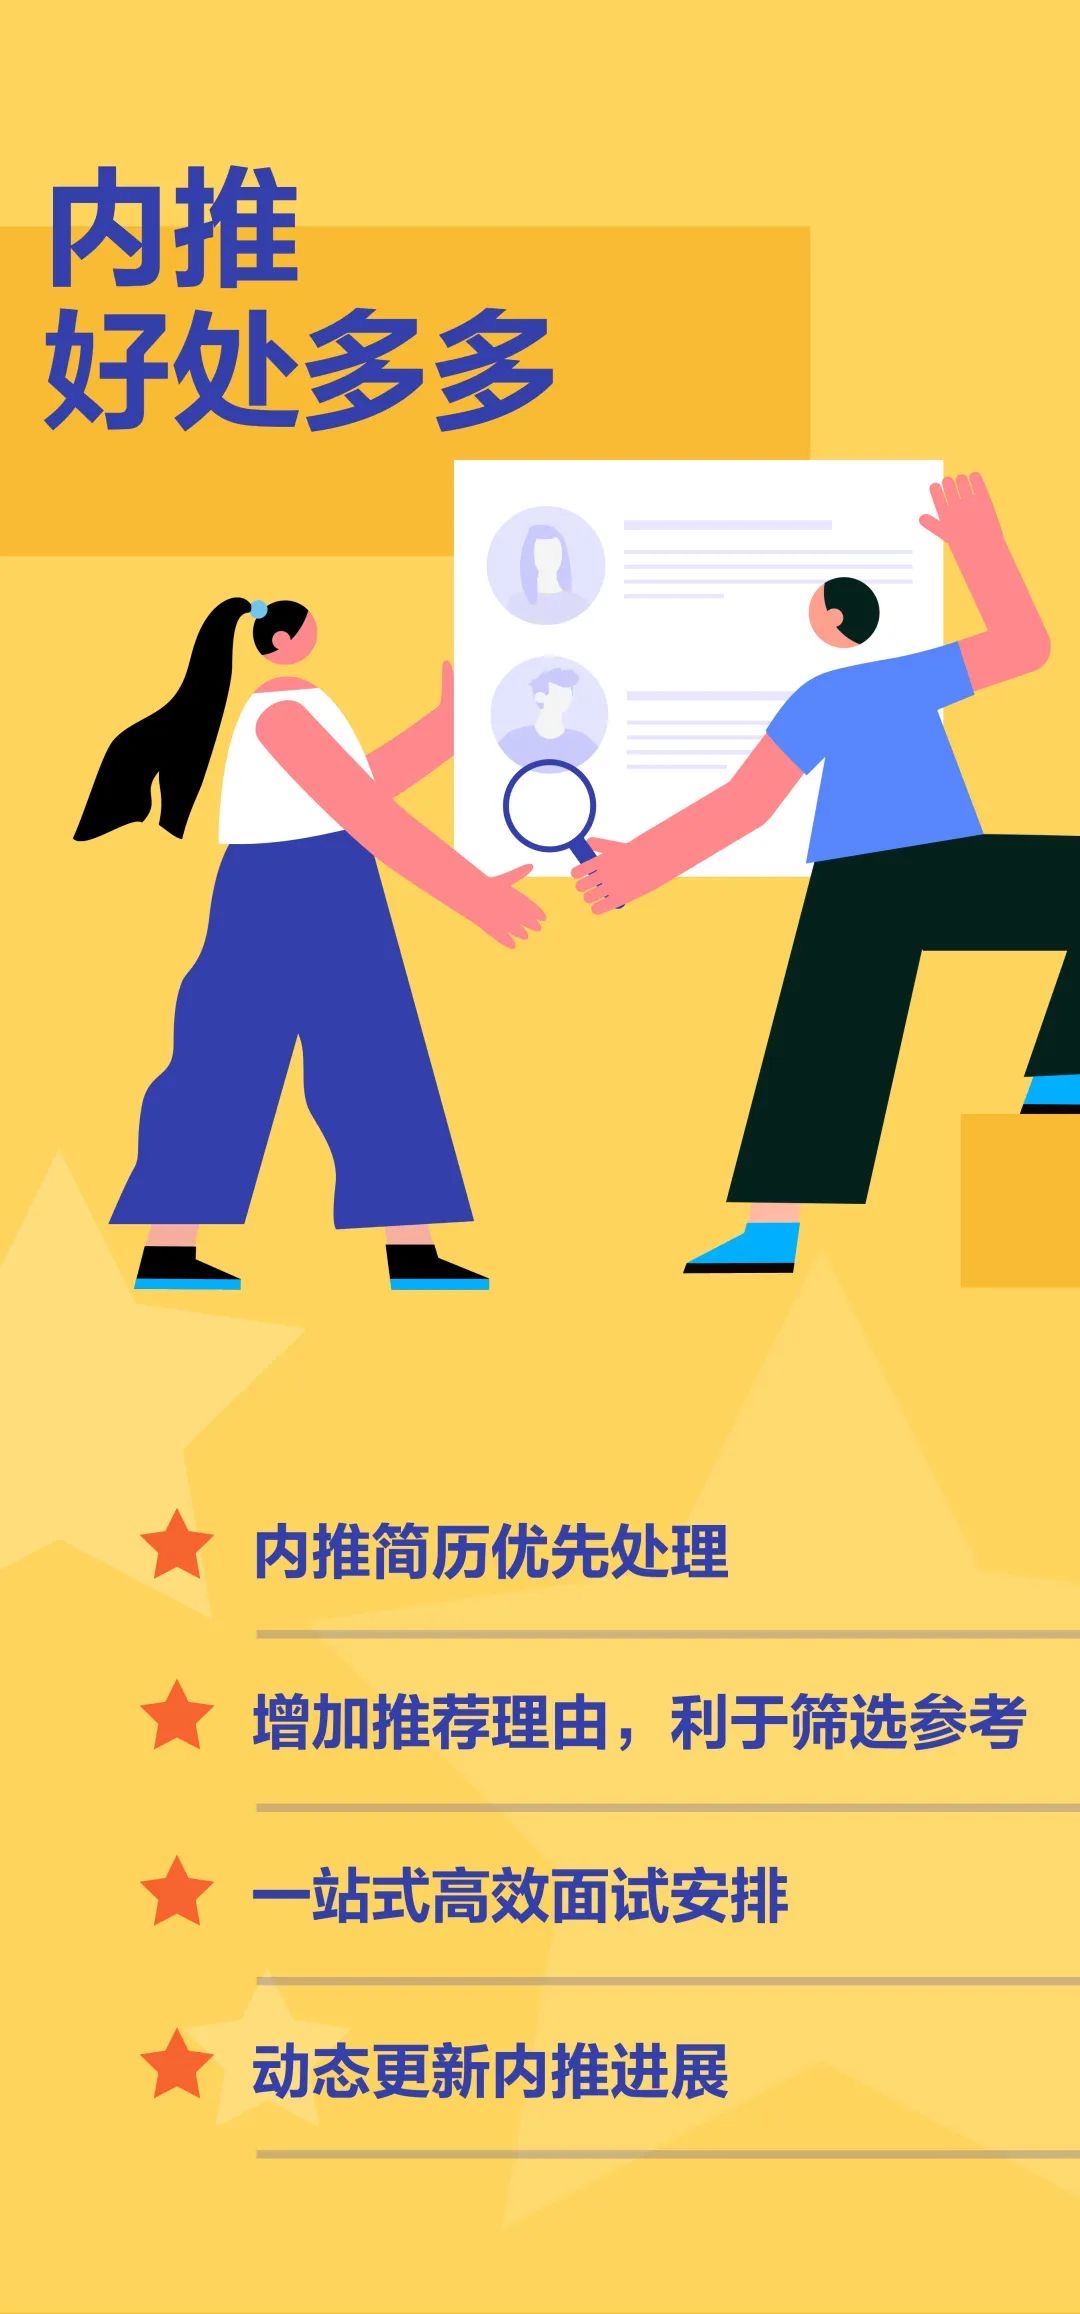 内推
好处多多
内推简历优先处理
增加推荐理由，利于筛选参考
一站式高效面试安排
动态更新内推进展